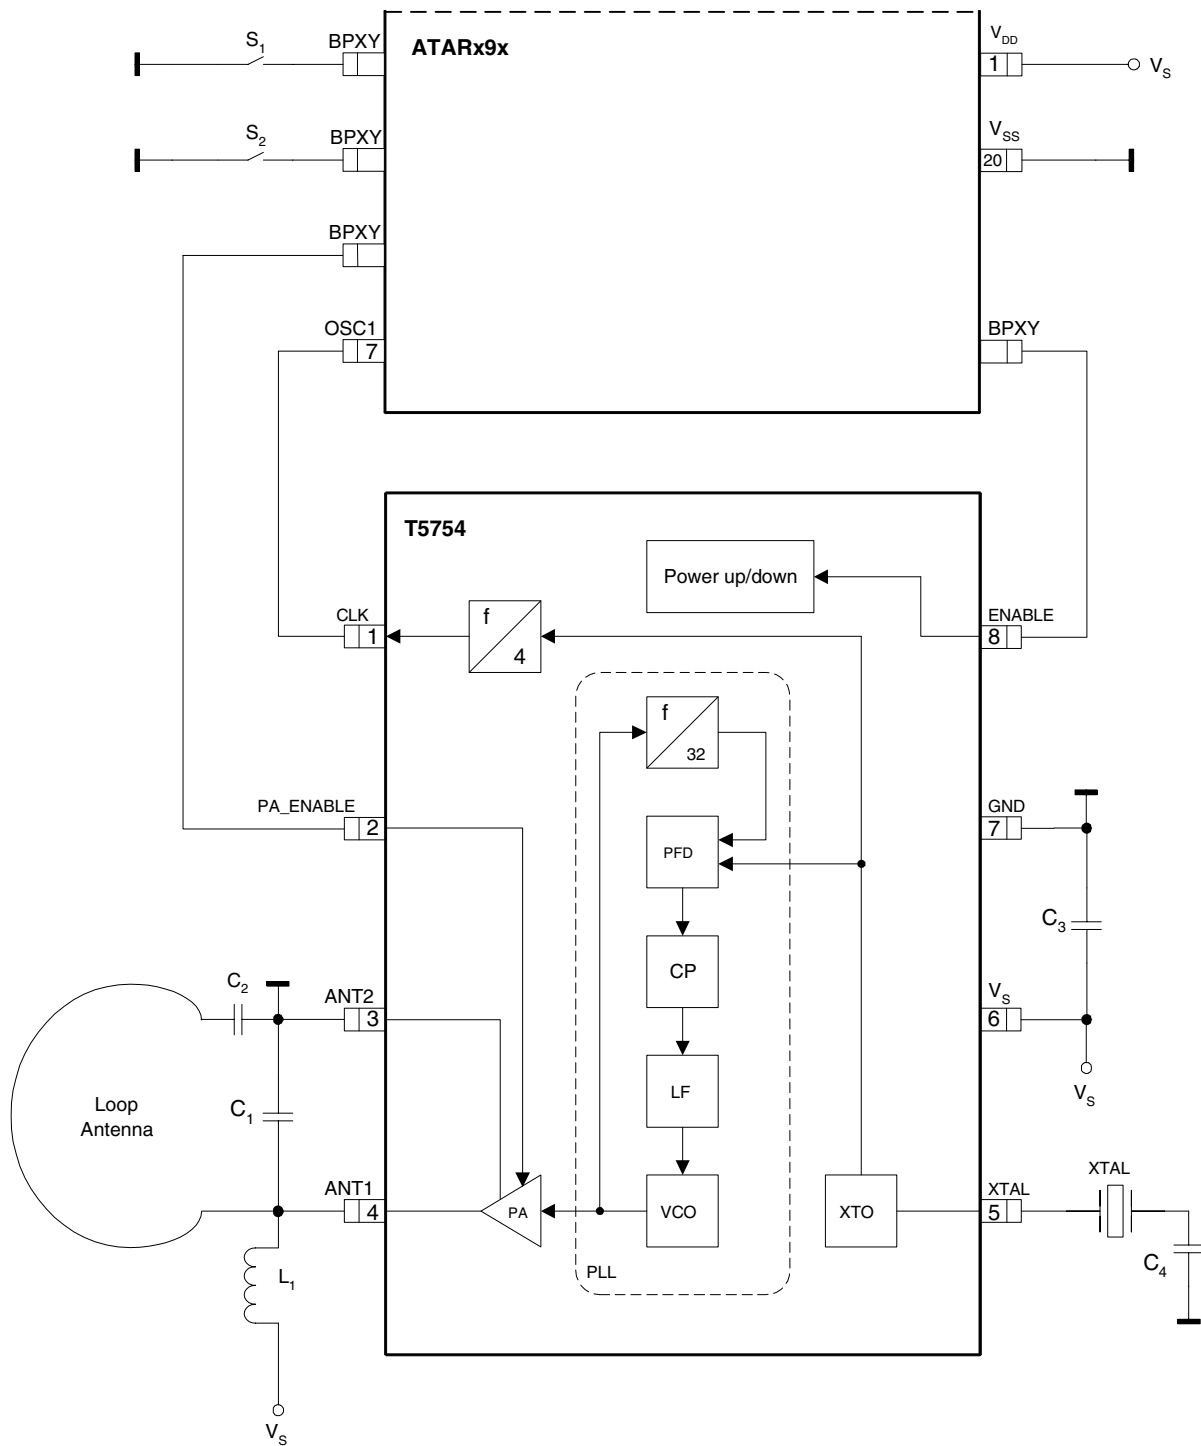 S1
BPXY
ATARx9x
VDD
1
VS
S2
BPXY
VSS
20
BPXY
OSC1
7
BPXY
T5754
Power up/down
CLK
1
f
4
ENABLE
8
f
32
PA_ENABLE
2
PFD
GND
7
C3
CP
C2
ANT2
3
VS
6
VS
Loop
Antenna
C1
LF
ANT1
4
PA
VCO
XTO
XTAL
5
XTAL
C4
L1
PLL
VS